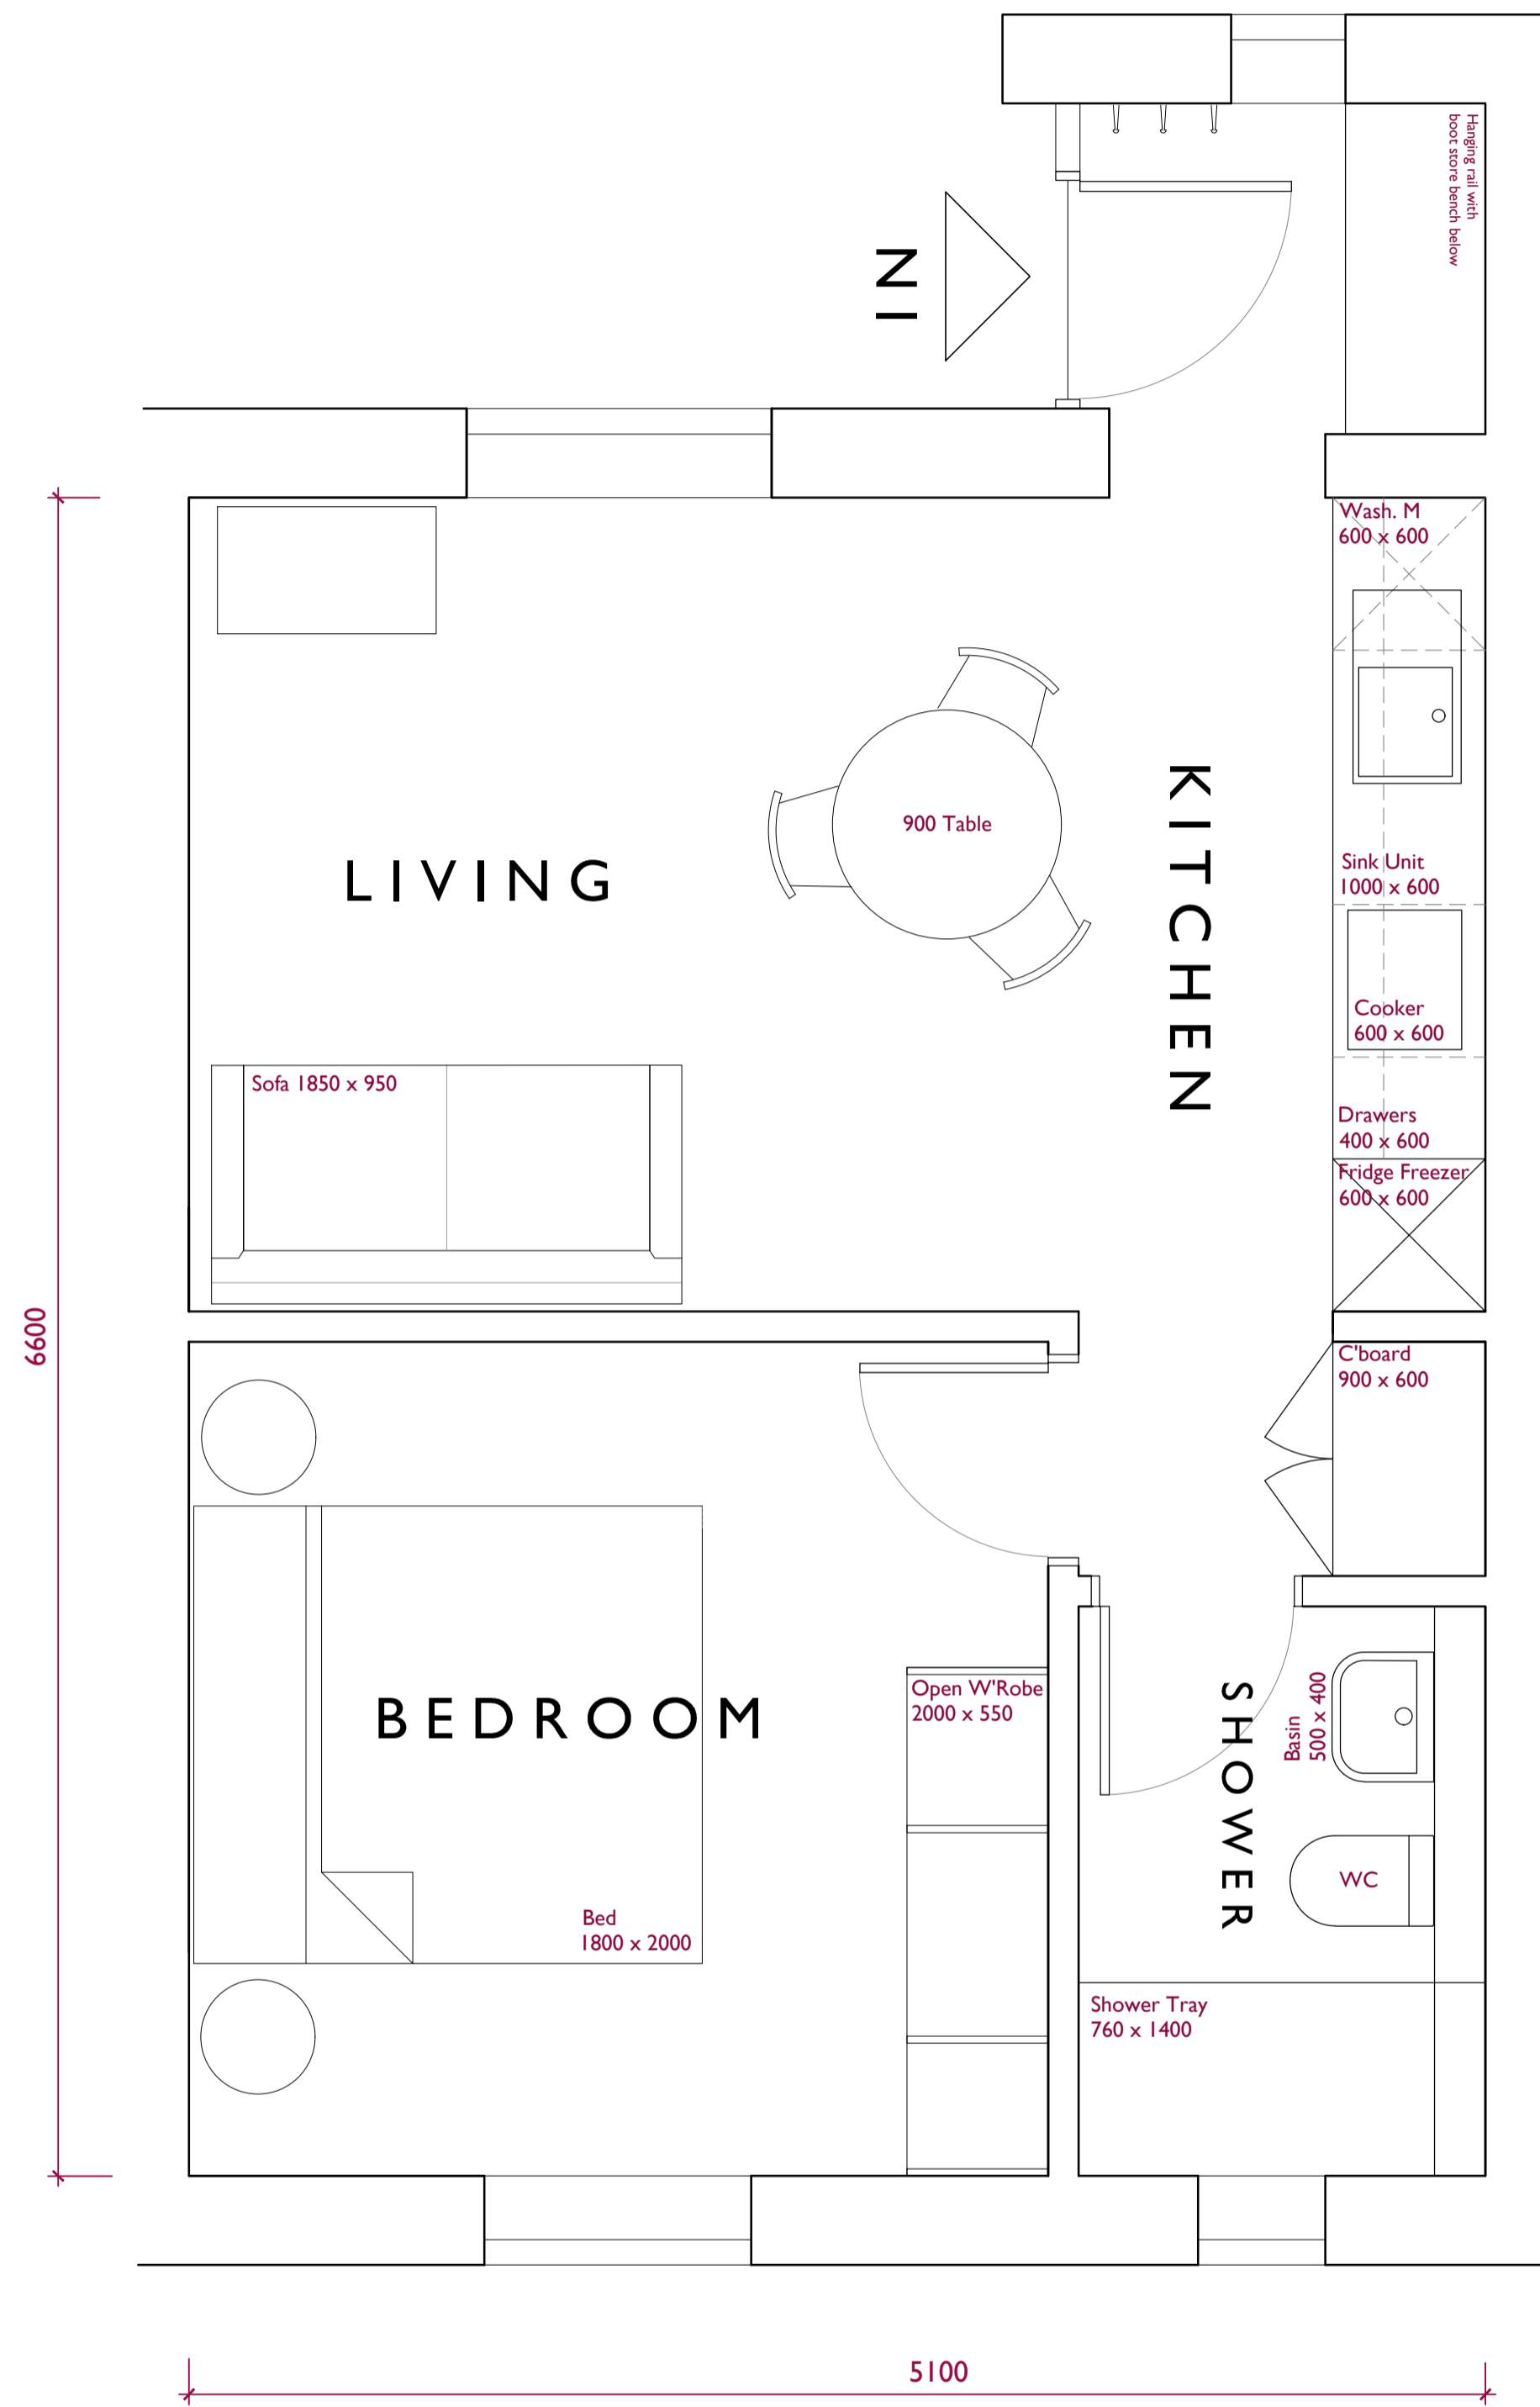 Hanging rail with
boot store bench below
IN
Wash. M
600 x 600
KITCHEN
900 Table
LIVING
Sink Unit
1000 x 600
Cooker
600 x 600
Sofa 1850 x 950
Drawers
400 x 600
Fridge Freezer
600 x 600
6600
C'board
900 x 600
Open W'Robe
2000 x 550
BEDROOM
SHOWER
Basin
500 x 400
WC
Bed
1800 x 2000
Shower Tray
760 x 1400
5100